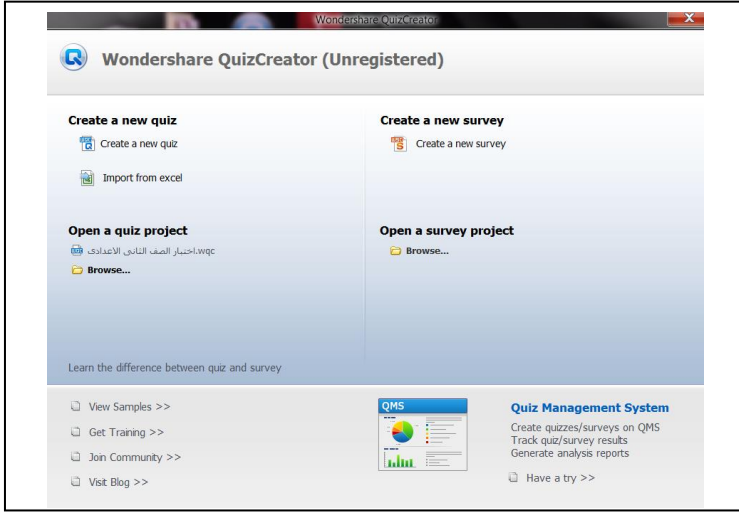 Wondershare QuizCreator
X
Wondershare QuizCreator (Unregistered)
Create a new quiz
Create a new quiz
Import from excel
Open a quiz project
اختبار الصف الثانى الاعدادى.wqc
Browse...
Create a new survey
Create a new survey
Open a survey project
Browse...
Learn the difference between quiz and survey
View Samples >>
Get Training >>
Join Community >>
Visit Blog >>
QMS
Quiz Management System
Create quizzes/surveys on QMS
Track quiz/survey results
Generate analysis reports
Have a try >>